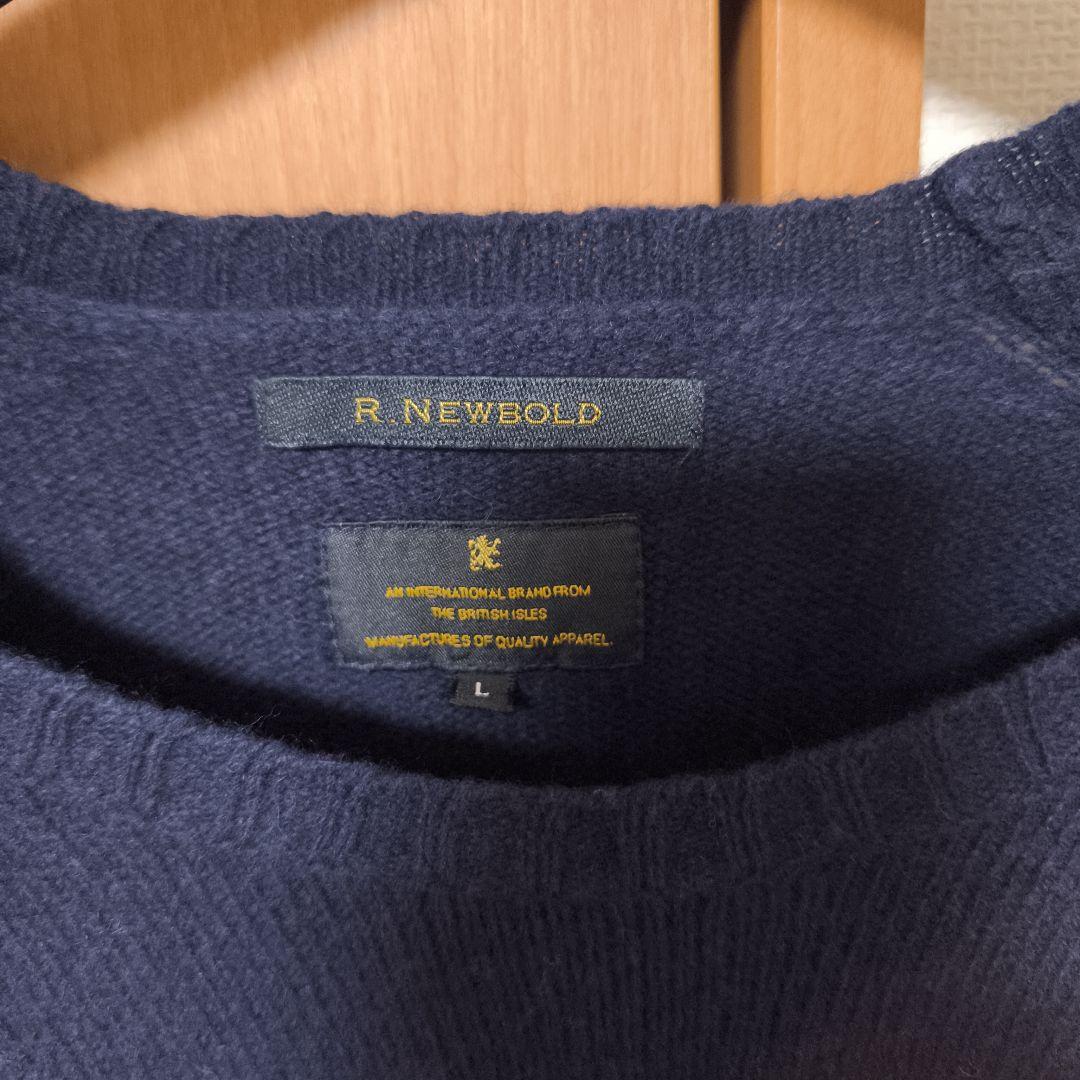 R.NEWBOLD
AN INTERNATIONAL BRAND FROM
THE BRITISH ISLES
MANUFACTURES OF QUALITY APPAREL.
L